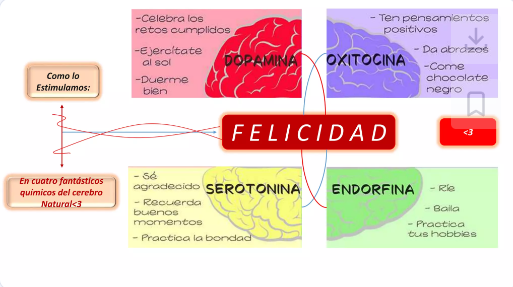 -Celebra los
retos cumplidos
-Ejercítate
al sol
-Duerme
bien
DOPAMINA
- Ten pensamientos
positivos
- Da abrazos
-Come
chocolate
negro
OXITOCINA
Como lo
Estimulamos:
FELICIDAD
<3
En cuatro fantásticos
químicos del cerebro
Natural<3
- Sé
agradecido
- Recuerda
buenos
momentos
- Practica la bondad
SEROTONINA
ENDORFINA
- Ríe
- Baila
- Practica
tus hobbies